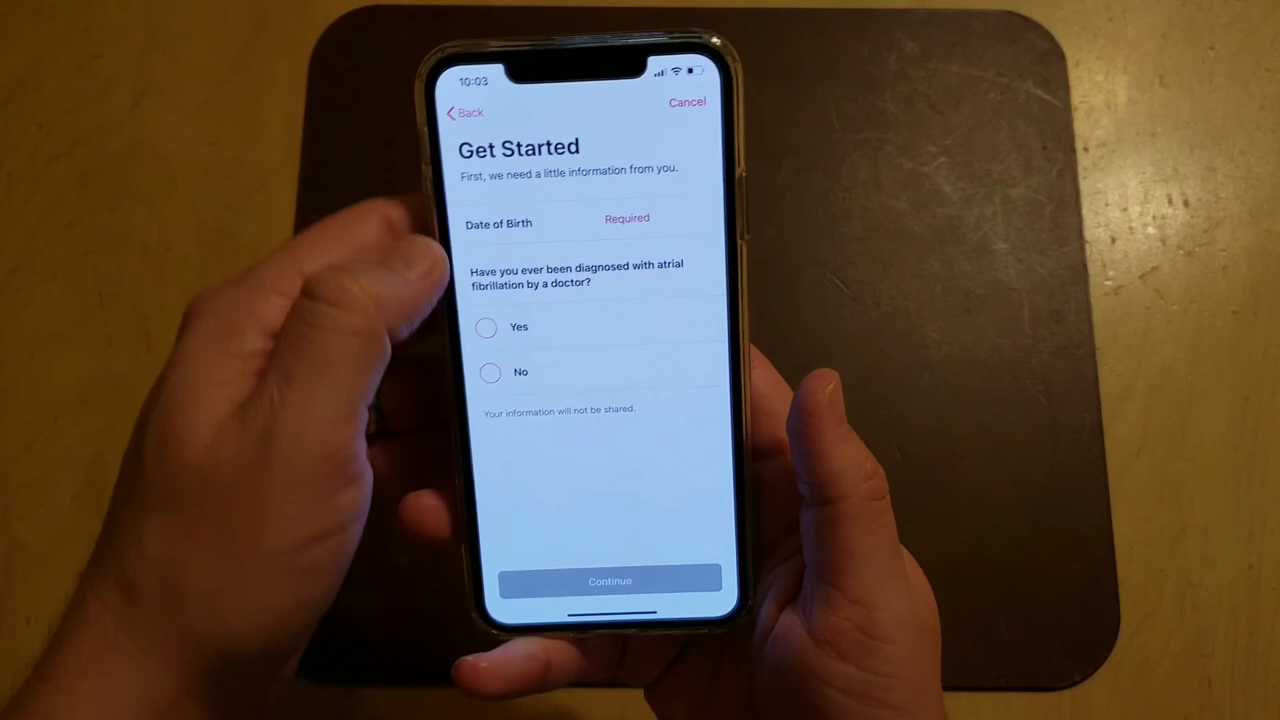 10:03
Back
Cancel
Get Started
First, we need a little information from you.
Date of Birth
Required
Have you ever been diagnosed with atrial
fibrillation by a doctor?
Yes
No
Your information will not be shared.
Continue